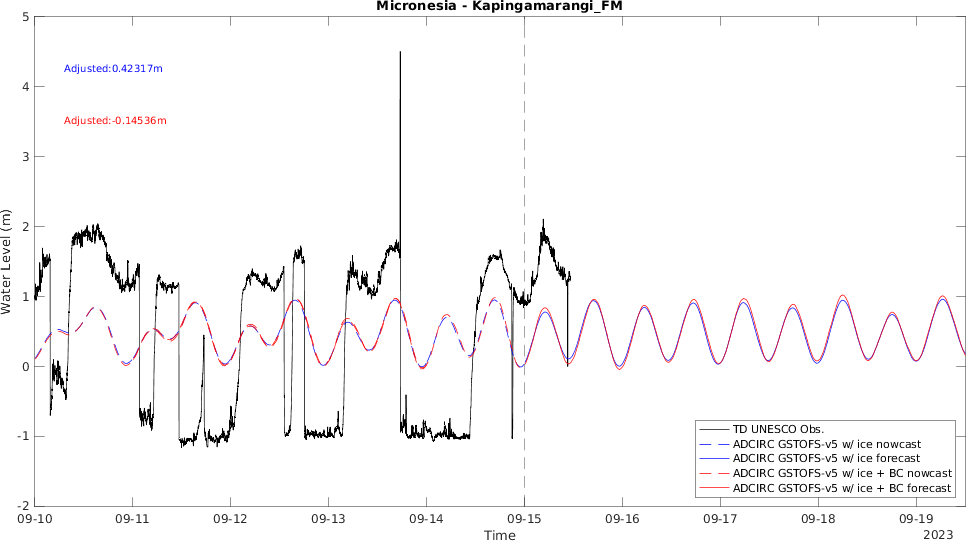 Micronesia - Kapingamarangi_FM
Adjusted:0.42317m
Adjusted:-0.14536m
Water Level (m)
5
4
3
2
1
0
-1
-2
TD UNESCO Obs.
ADCIRC GSTOFS-v5 w/ ice nowcast
ADCIRC GSTOFS-v5 w/ ice forecast
ADCIRC GSTOFS-v5 w/ ice + BC nowcast
ADCIRC GSTOFS-v5 w/ ice + BC forecast
09-10 09-11 09-12 09-13 09-14 09-15 09-16 09-17 09-18 09-19
Time
2023